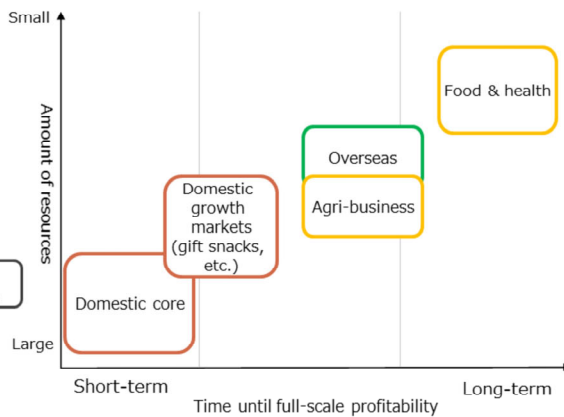 Small
Amount of resources
Food & health
Overseas
Domestic
growth
markets
(gift snacks,
etc.)
Agri-business
Domestic core
Large
Short-term
Long-term
Time until full-scale profitability